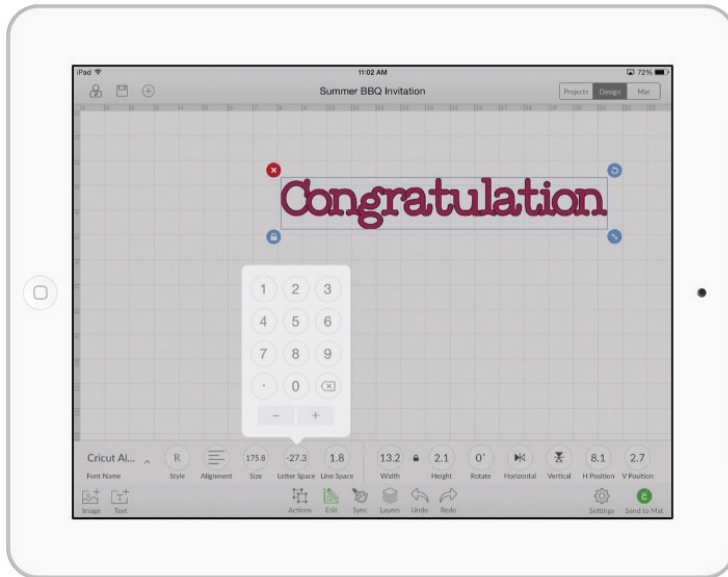 iPad 11:02 AM 72%
Summer BBQ Invitation Projects Design Mat
Congratulation
1 2 3
4 5 6
7 8 9
. 0
- +
Cricut Al... R 175.8 -27.3 1.8 13.2 2.1 0° 8.1 2.7
Font Name Style Alignment Size Letter Space Line Space Width Height Rotate Horizontal Vertical H Position V Position
Image Text Actions Edit Sync Layers Undo Redo Settings Send to Mat